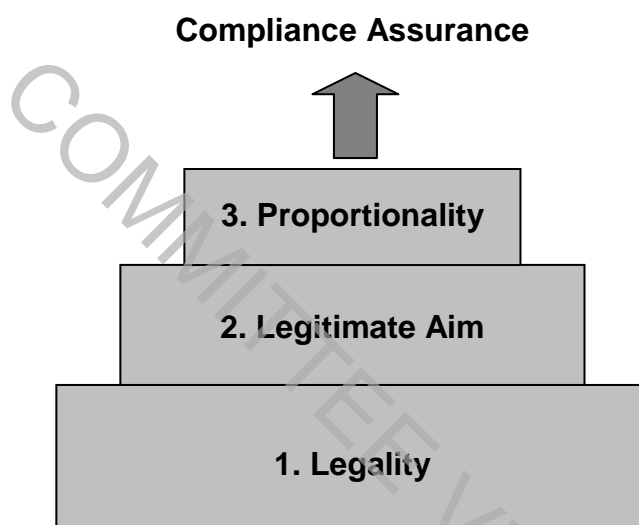 Compliance Assurance
3. Proportionality
2. Legitimate Aim
1. Legality
COMMITTEE